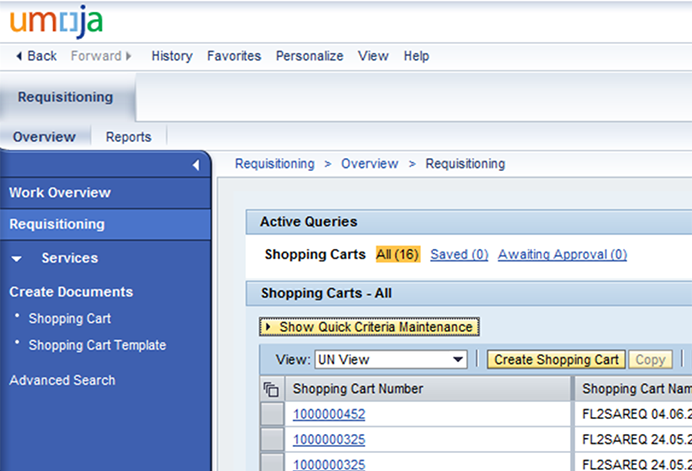 umoja
Back Forward History Favorites Personalize View Help
Requisitioning
Overview Reports
Requisitioning > Overview > Requisitioning
Work Overview
Requisitioning
Services
Create Documents
Shopping Cart
Shopping Cart Template
Advanced Search
Active Queries
Shopping Carts All (16) Saved (0) Awaiting Approval (0)
Shopping Carts - All
Show Quick Criteria Maintenance
View: UN View Create Shopping Cart Copy
Shopping Cart Number Shopping Cart Nam
1000000452 FL2SAREQ 04.06.2
1000000325 FL2SAREQ 24.05.2
1000000325 FL2SAREQ 24.05.2